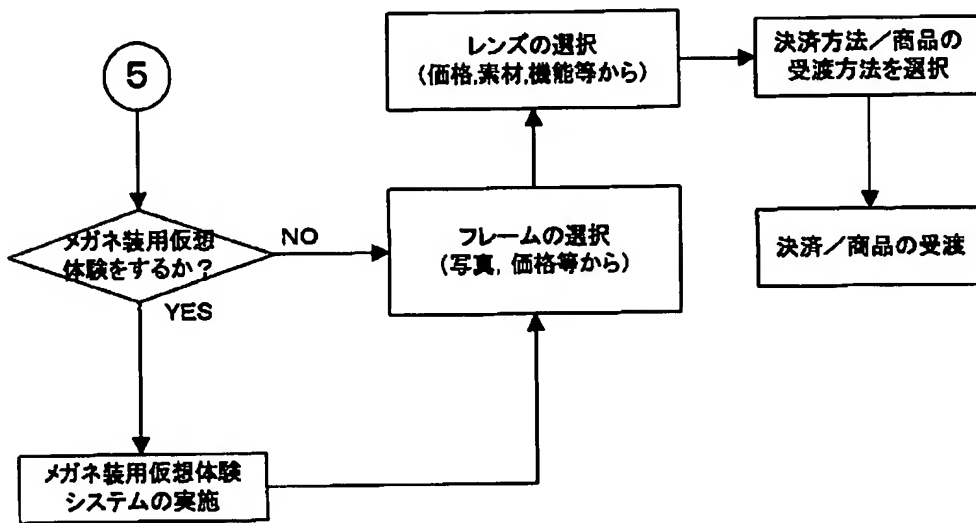 5
メガネ装用仮想
体験をするか？
NO
YES
メガネ装用仮想体験
システムの実施
フレームの選択
(写真, 価格等から)
レンズの選択
(価格,素材,機能等から)
決済方法／商品の
受渡方法を選択
決済／商品の受渡